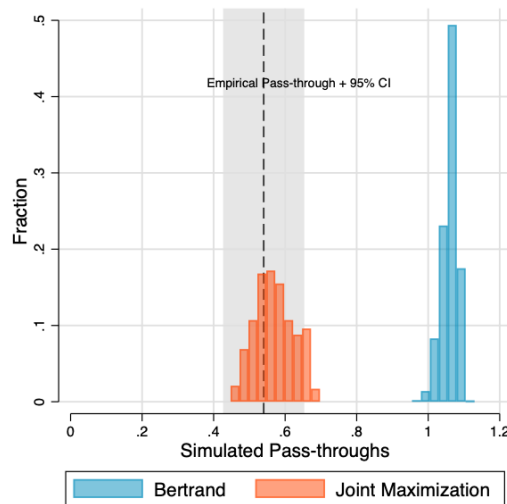 .5
.4
.3
.2
.1
0
Fraction
Empirical Pass-through + 95% CI
0 .2 .4 .6 .8 1 1.2
Simulated Pass-throughs
Bertrand Joint Maximization